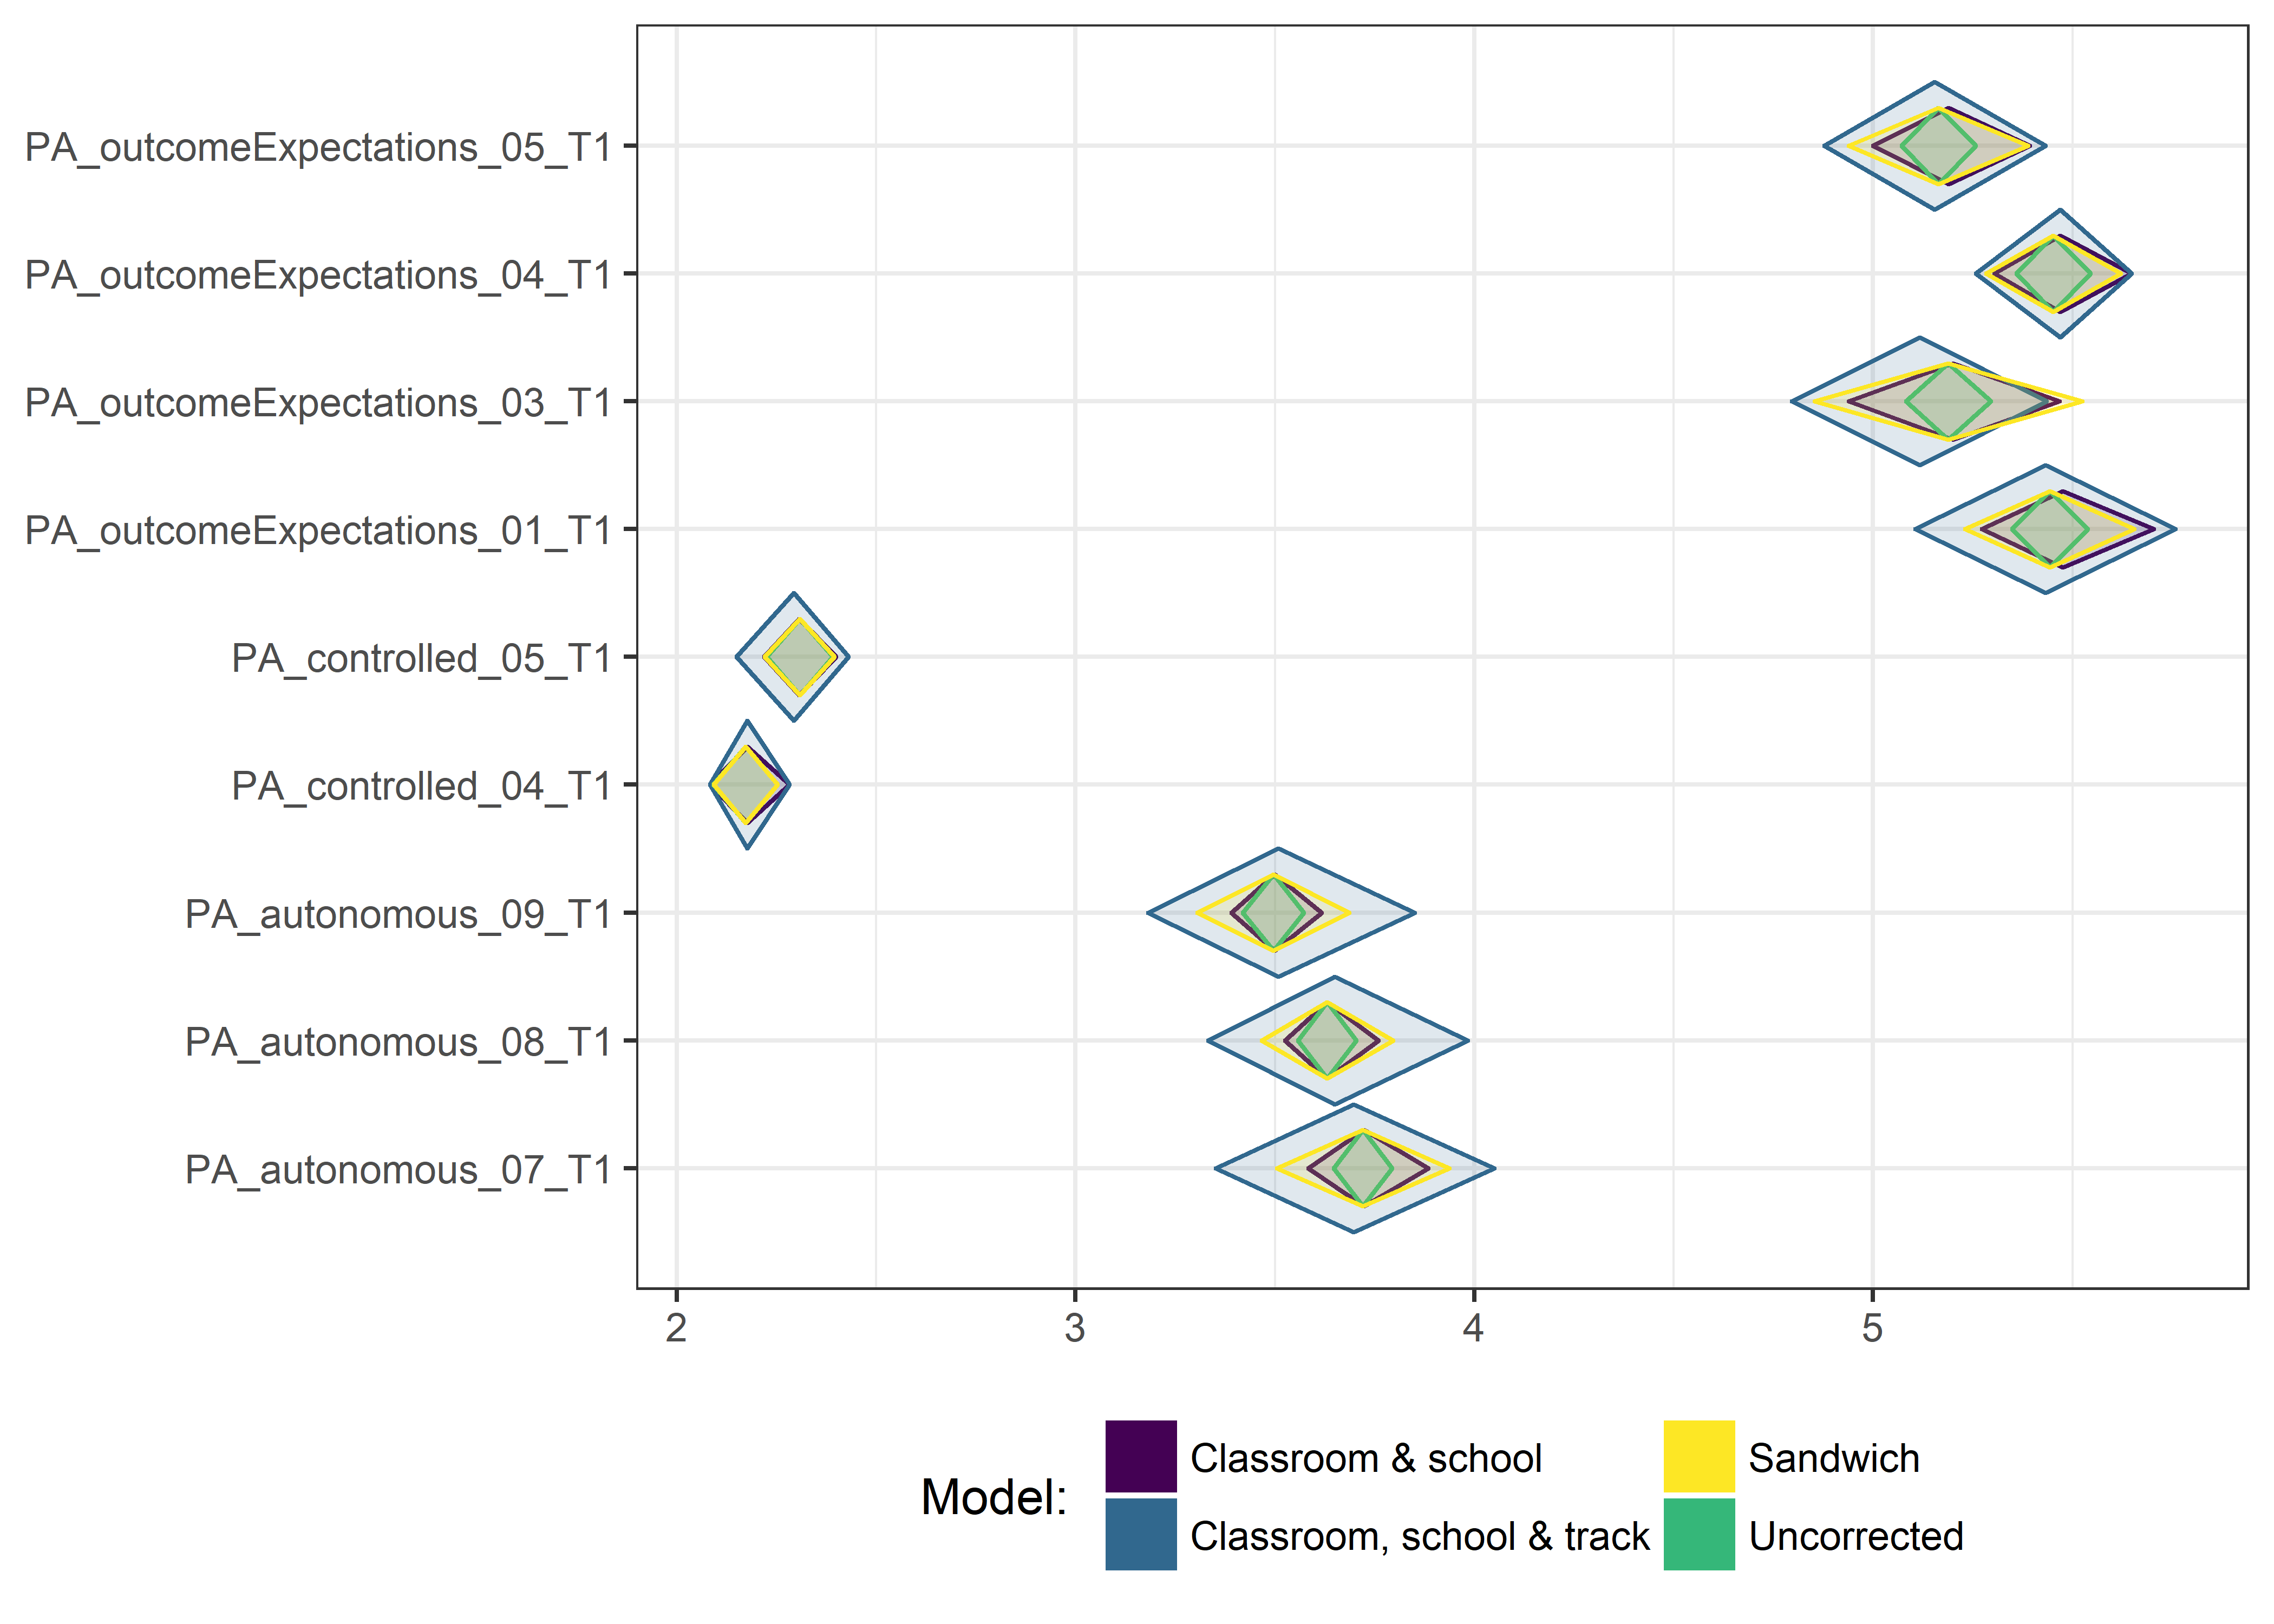 PA_outcomeExpectations_05_T1
PA_outcomeExpectations_04_T1
PA_outcomeExpectations_03_T1
PA_outcomeExpectations_01_T1
PA_controlled_05_T1
PA_controlled_04_T1
PA_autonomous_09_T1
PA_autonomous_08_T1
PA_autonomous_07_T1
2 3 4 5
Model:
Classroom & school
Classroom, school & track
Sandwich
Uncorrected